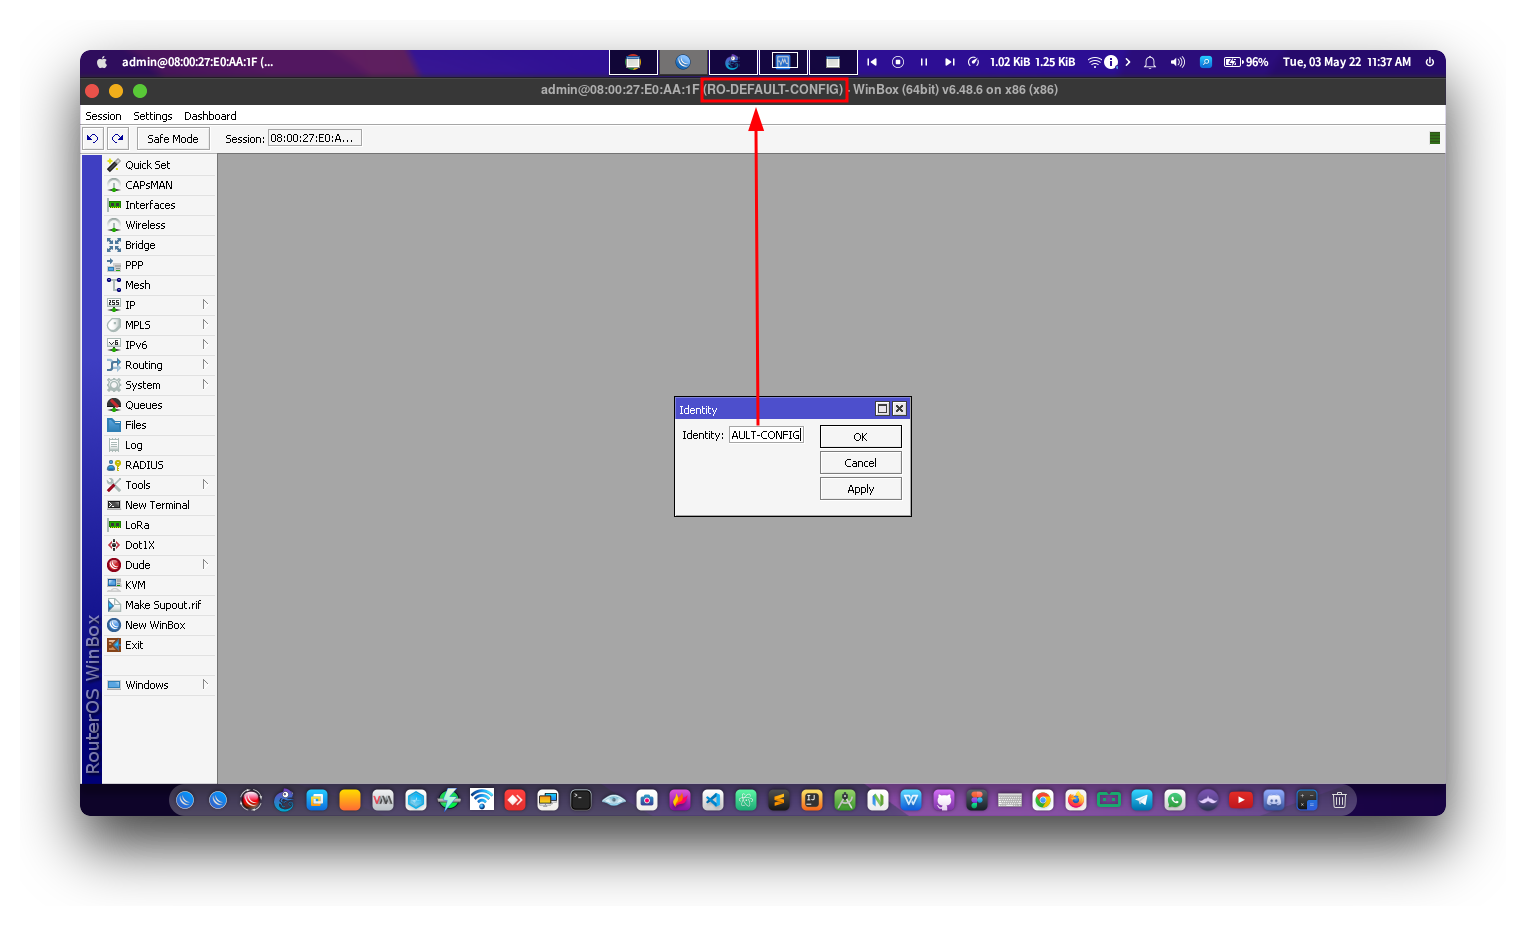 admin@08:00:27:E0:AA:1F (...
1.02 KiB 1.25 KiB
96%
Tue, 03 May 22 11:37 AM
admin@08:00:27:E0:AA:1F (RO-DEFAULT-CONFIG) - WinBox (64bit) v6.48.6 on x86 (x86)
Session Settings Dashboard
Safe Mode Session: 08:00:27:E0:A...
Quick Set
CAPsMAN
Interfaces
Wireless
Bridge
PPP
Mesh
IP
MPLS
IPv6
Routing
System
Queues
Files
Log
RADIUS
Tools
New Terminal
LoRa
Dot1X
Dude
KVM
Make Supout.rif
New WinBox
Exit
Windows
RouterOS WinBox
Identity
Identity: AULT-CONFIG
OK
Cancel
Apply